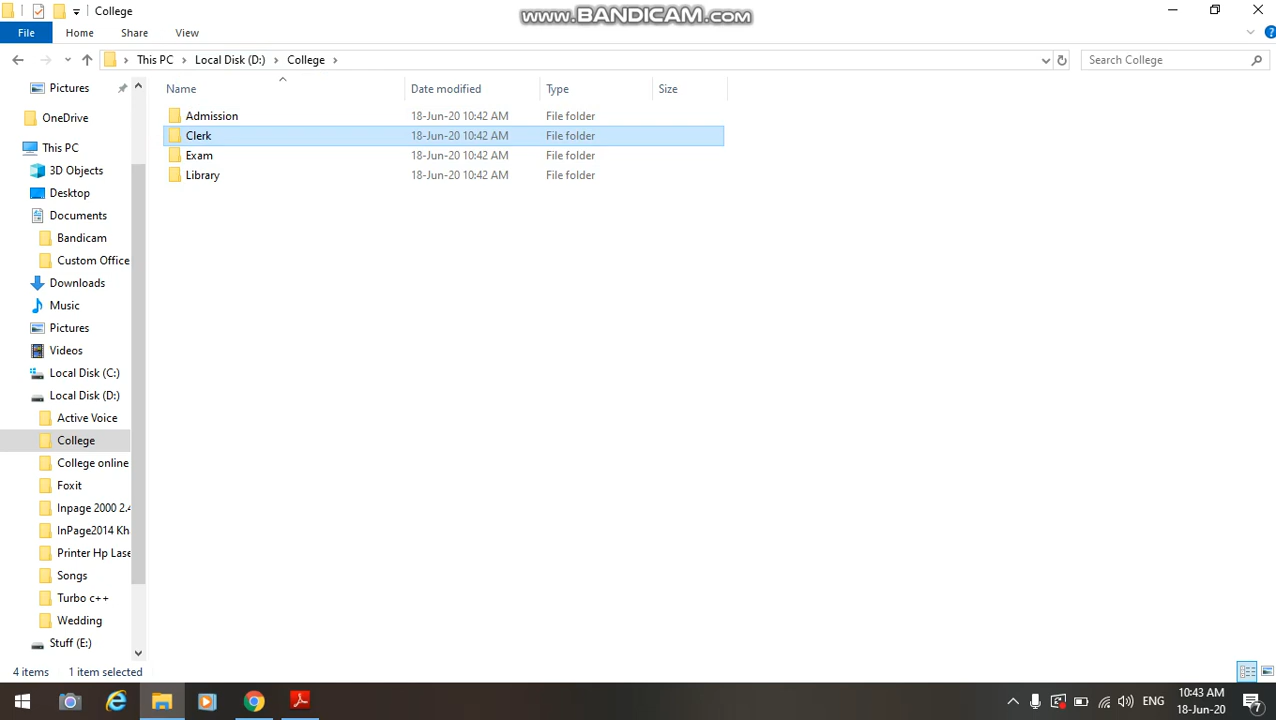 College
www.BANDICAM.com
File Home Share View
This PC Local Disk (D:) College
Search College
Name Date modified Type Size
Admission 18-Jun-20 10:42 AM File folder
Clerk 18-Jun-20 10:42 AM File folder
Exam 18-Jun-20 10:42 AM File folder
Library 18-Jun-20 10:42 AM File folder
Pictures
OneDrive
This PC
3D Objects
Desktop
Documents
Bandicam
Custom Office
Downloads
Music
Pictures
Videos
Local Disk (C:)
Local Disk (D:)
Active Voice
College
College online
Foxit
Inpage 2000 2.4
InPage2014 Kh
Printer Hp Lase
Songs
Turbo c++
Wedding
Stuff (E:)
4 items 1 item selected
ENG
10:43 AM
18-Jun-20
7